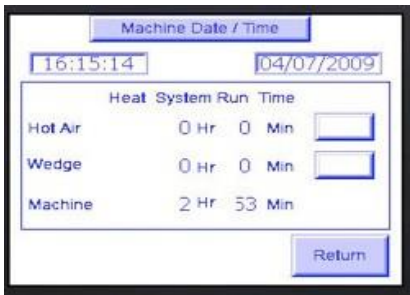 Machine Date / Time
16:15:14 04/07/2009
Heat System Run Time
Hot Air 0 Hr 0 Min
Wedge 0 Hr 0 Min
Machine 2 Hr 53 Min
Return